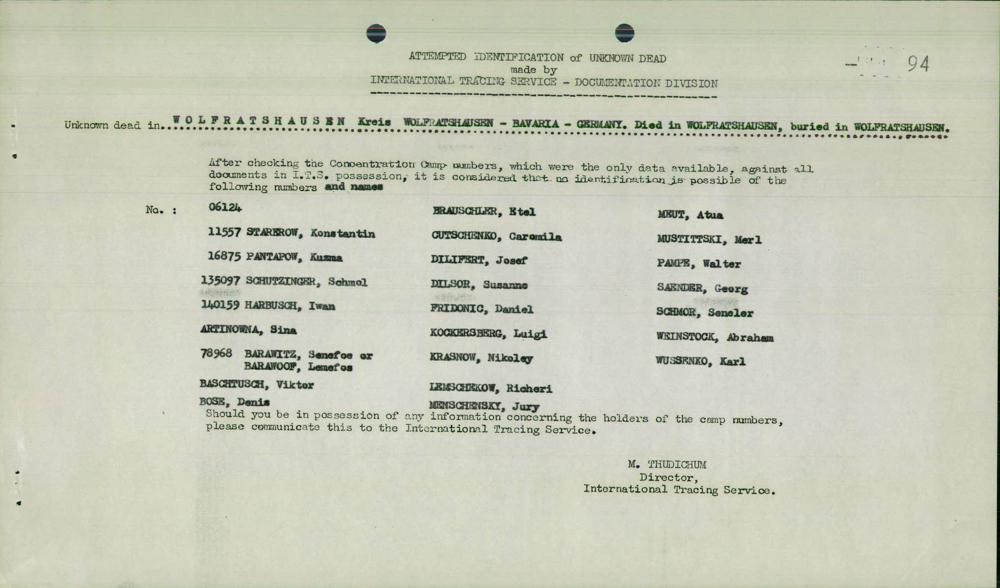 ATTEMPTED IDENTIFICATION of UNKNOWN DEAD
made by
INTERNATIONAL TRACING SERVICE - DOCUMENTATION DIVISION
94
Unknown dead in..WOLFRATSHAUSEN Kreis WOLFRATSHAUSEN - BAVARIA - GERMANY. Died in WOLFRATSHAUSEN, buried in WOLFRATSHAUSEN.
After checking the Concentration Camp numbers, which were the only data available, against all
documents in I.T.S. possession, it is considered that no identification is possible of the
following numbers and names
No. : 06124 BRAUSCHLER, Etel MEUT, Atua
11557 STARBROW, Konstantin GUTSCHENKO, Caromila MUSTITTSKI, Merl
16875 PANTAPOW, Kusma DILIFERT, Josef PAMPE, Walter
135097 SCHUTZINGER, Schmol DILSOR, Susanne SAENDER, Georg
140159 HARBUSCH, Iwan FRIDONIC, Daniel SCHMOR, Seneler
ARTINOWNA, Sina KOCKERSBERG, Luigi WEINSTOCK, Abraham
78968 BARAWITZ, Senefoe or KRASNOW, Nikoley WUSSENKO, Karl
BARAWOOF, Lemefos
BASCHTUSCH, Viktor LEMSCHEKOW, Richeri
BOSE, Denis MENSCHENSKY, Jury
Should you be in possession of any information concerning the holders of the camp numbers,
please communicate this to the International Tracing Service.
M. THUDICHUM
Director,
International Tracing Service.